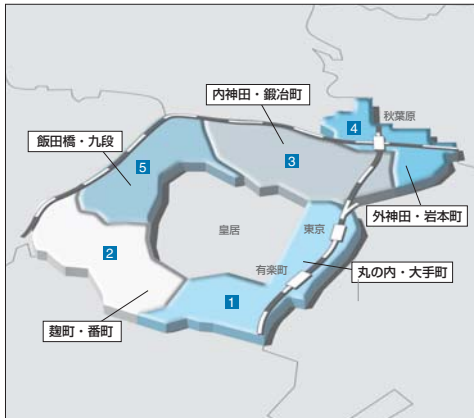 内神田・鍛冶町
秋葉原
4
飯田橋・九段
5
3
外神田・岩本町
皇居
東京
2
有楽町
丸の内・大手町
1
麹町・番町